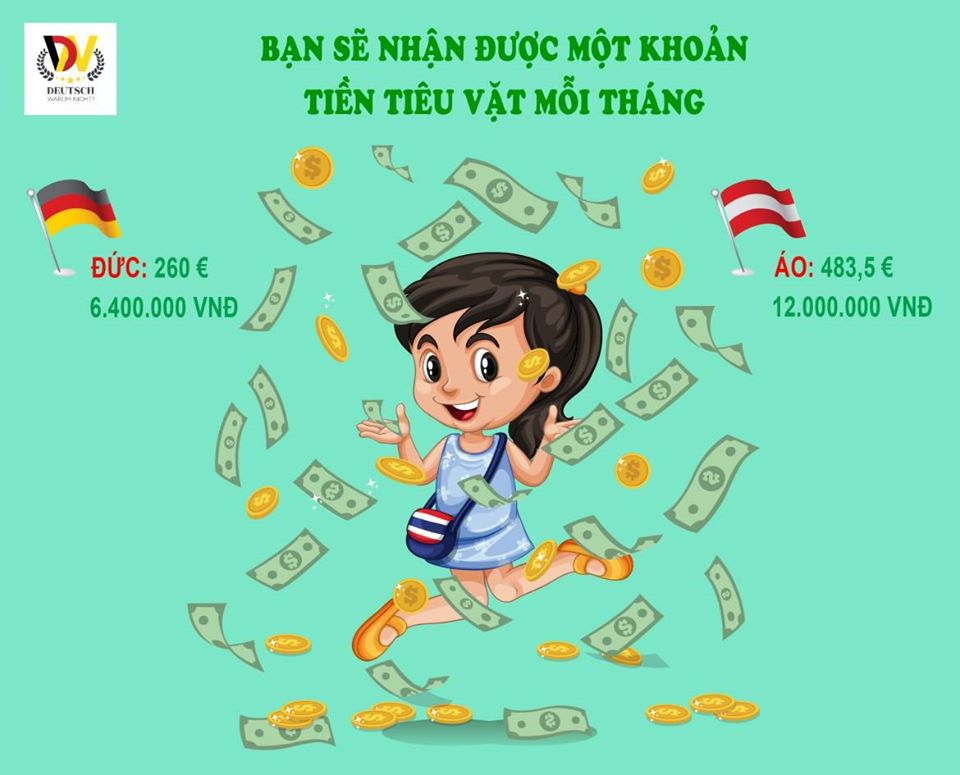 DV
DEUTSCH
WARUM NICHT?
BẠN SẼ NHẬN ĐƯỢC MỘT KHOẢN
TIỀN TIÊU VẶT MỖI THÁNG
ĐỨC: 260 €
6.400.000 VNĐ
ÁO: 483,5 €
12.000.000 VNĐ